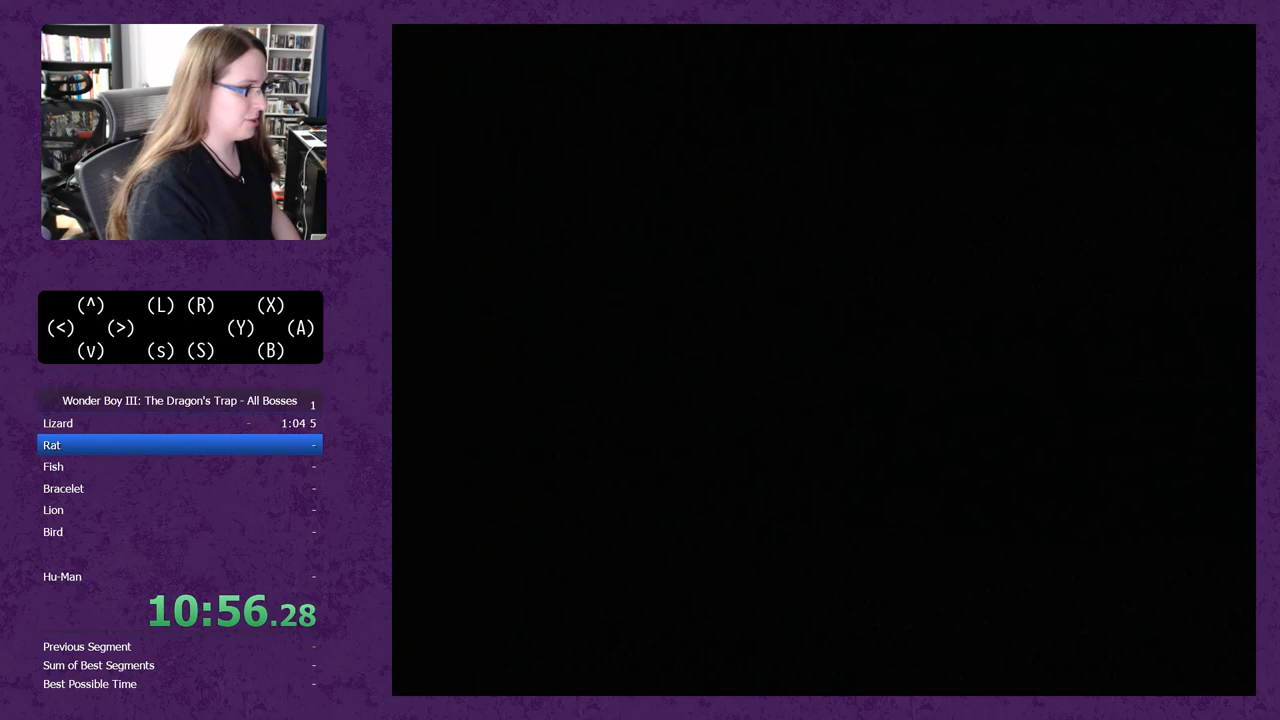 (^) (L) (R) (X)
(<) (>) (Y) (A)
(v) (s) (S) (B)
Wonder Boy III: The Dragon's Trap - All Bosses 1
Lizard - 1:04 5
Rat -
Fish -
Bracelet -
Lion -
Bird -
Hu-Man -
10:56.28
Previous Segment -
Sum of Best Segments -
Best Possible Time -